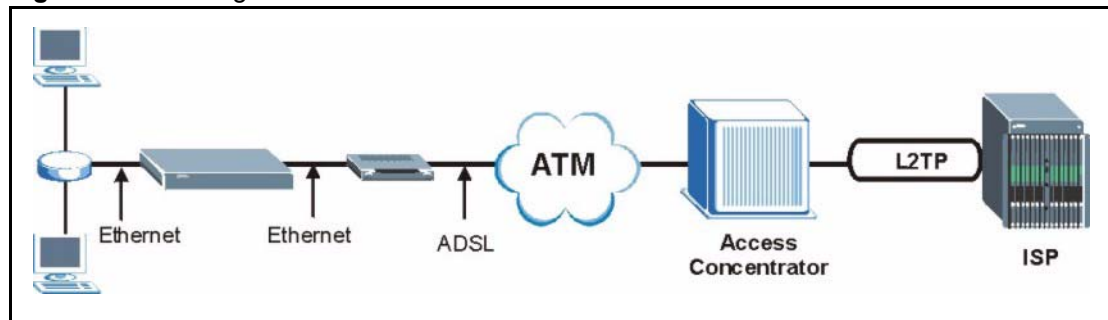 Ethernet
Ethernet
ADSL
ATM
Access
Concentrator
L2TP
ISP